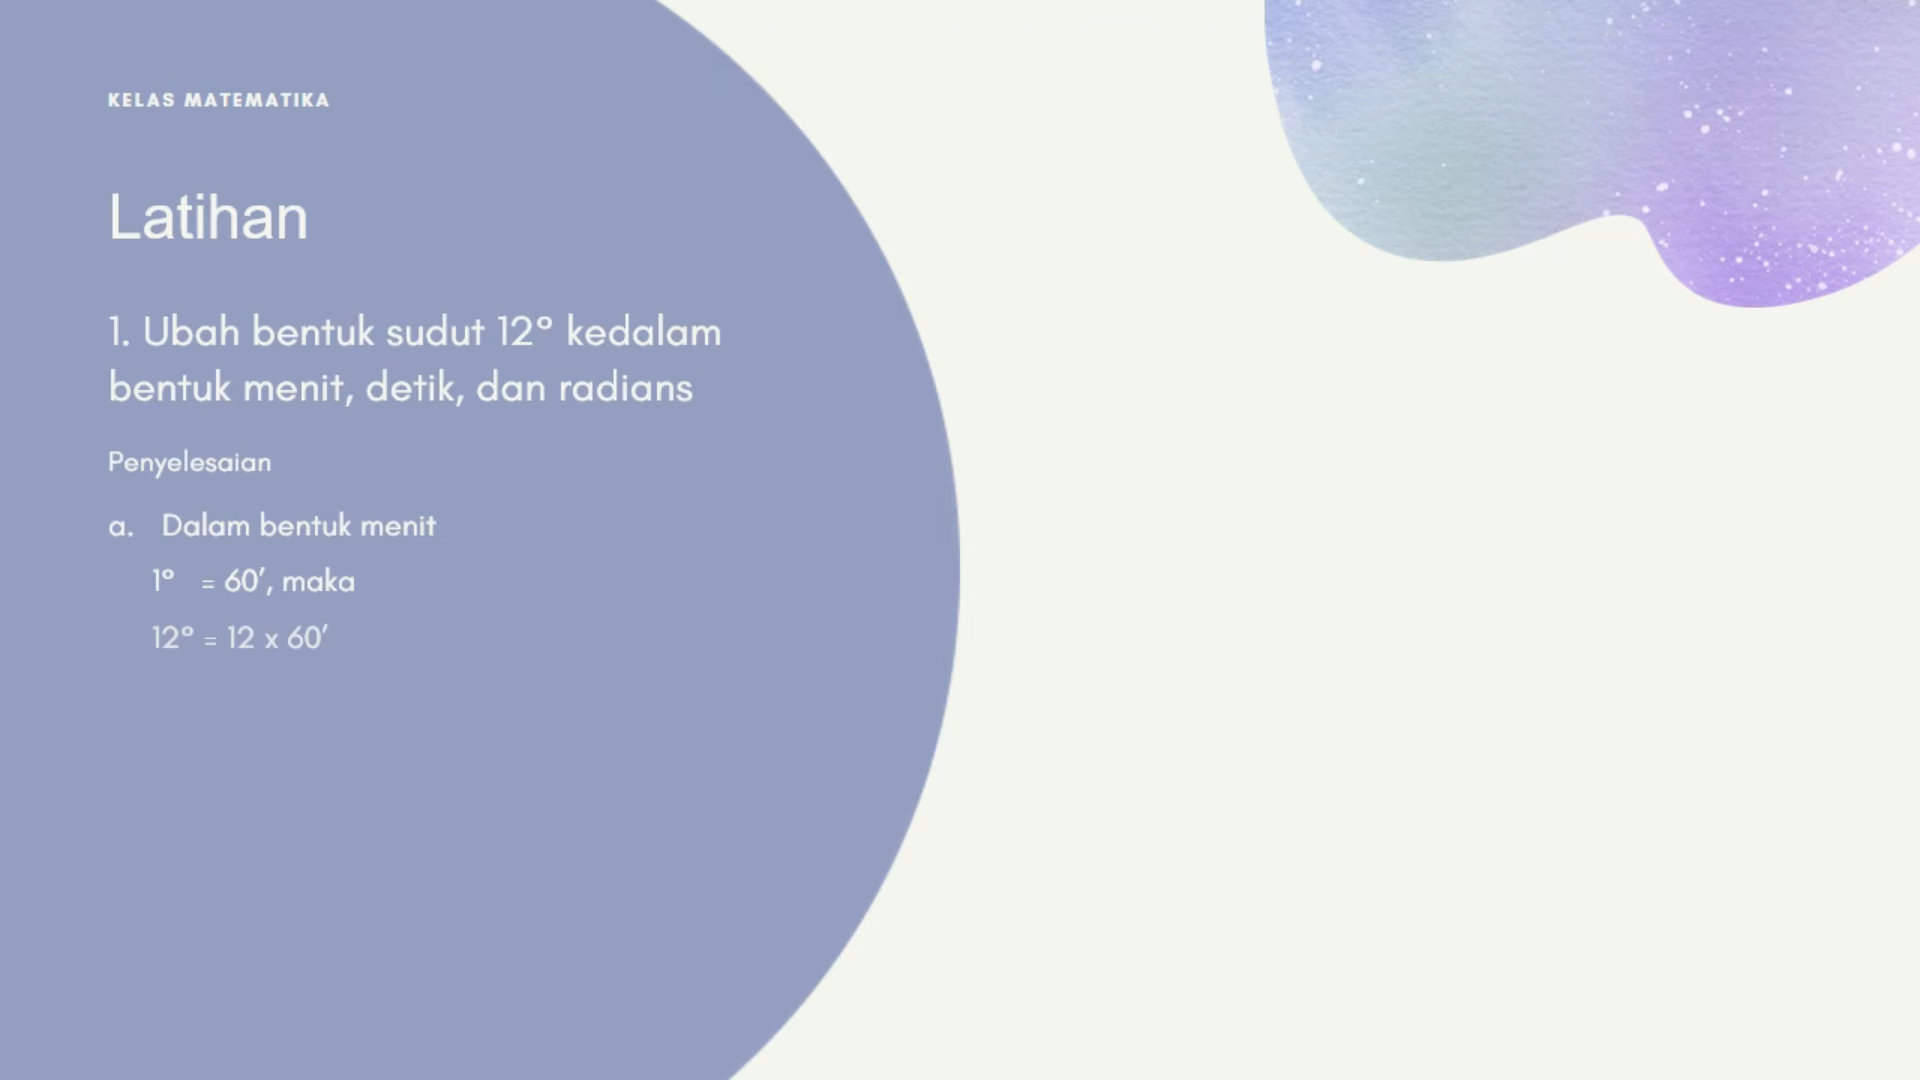 KELAS MATEMATIKA
Latihan
1. Ubah bentuk sudut 12° kedalam
bentuk menit, detik, dan radians
Penyelesaian
a. Dalam bentuk menit
1° = 60′, maka
12° = 12 x 60′